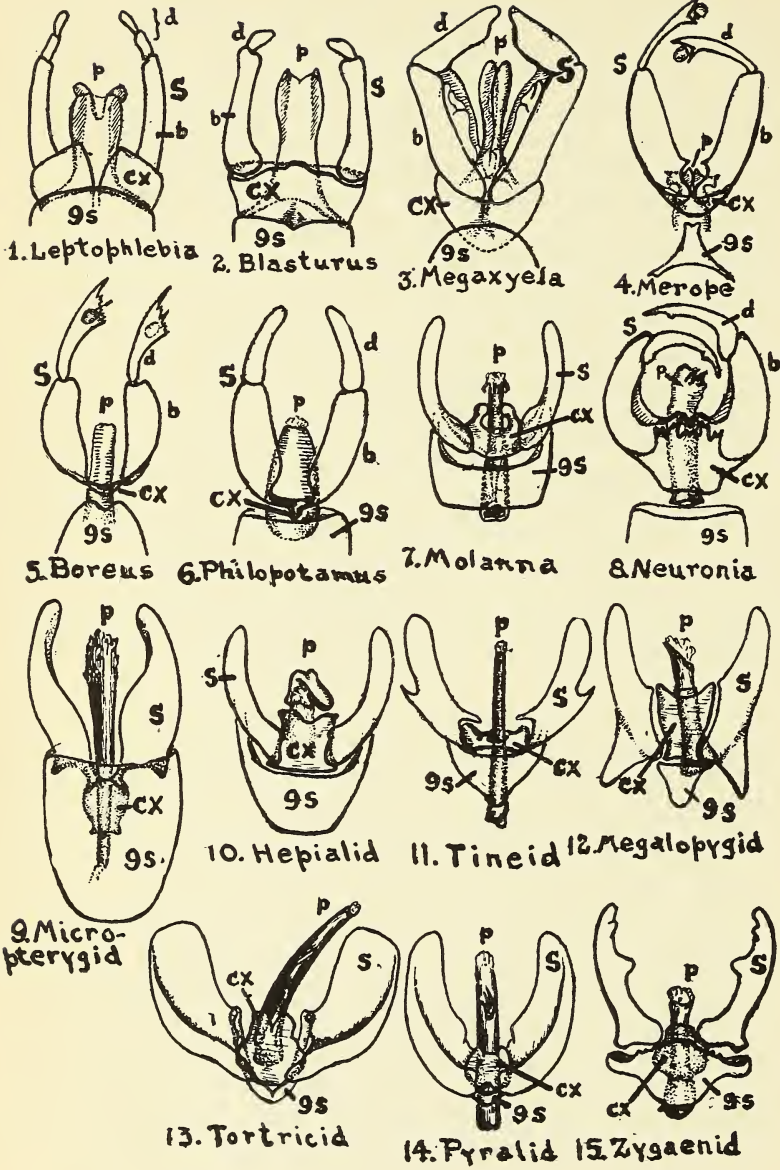 d
p
S
b
cx
9s
1. Leptophlebia
d
p
S
b
cx
9s
2. Blasturus
d
p
S
b
cx
9s
3. Megaxyela
d
S
b
p
cx
9s
4. Merope
S
d
p
b
cx
9s
5. Boreus
d
S
p
b
cx
9s
6. Philopotamus
p
S
cx
9s
7. Molanna
S
d
b
p
cx
9s
8. Neuronia
p
S
cx
9s.
9. Micro-
pterygid
p
S
cx
9s
10. Hepialid
p
S
cx
9s
11. Tineid
p
S
cx
9s
12. Megalopygid
p
cx
S
9s
13. Tortricid
p
S
cx
9s
14. Pyralid
p
S
cx
9s
15. Zygaenid